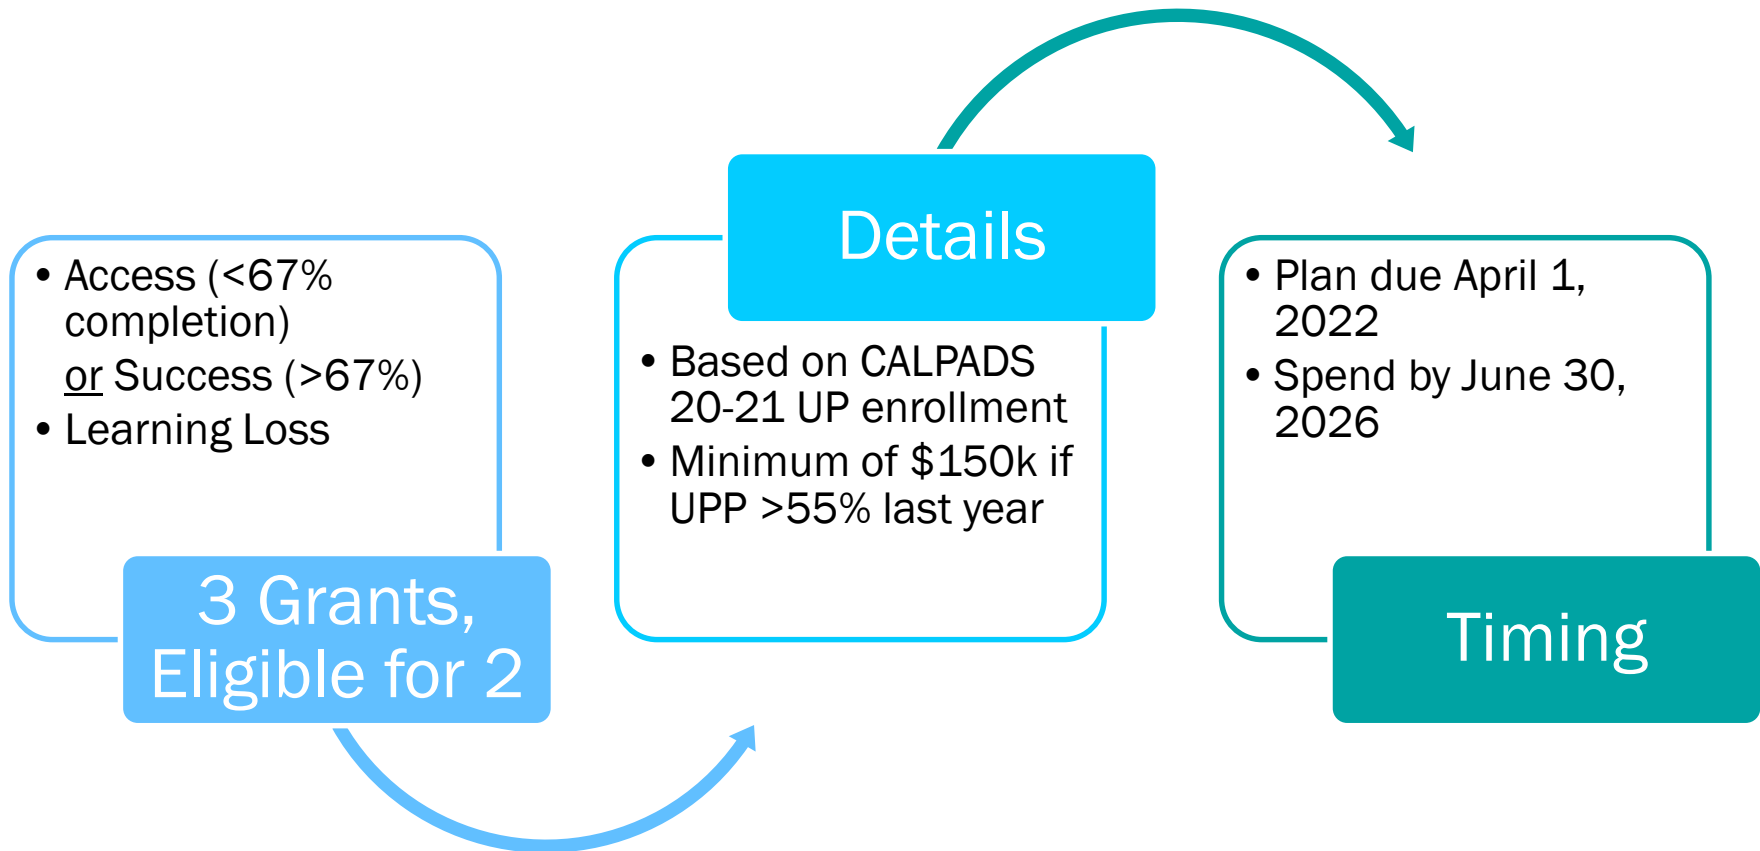 • Access (<67%
completion)
or Success (>67%)
• Learning Loss
3 Grants,
Eligible for 2
Details
• Based on CALPADS
20-21 UP enrollment
• Minimum of $150k if
UPP >55% last year
• Plan due April 1,
2022
• Spend by June 30,
2026
Timing